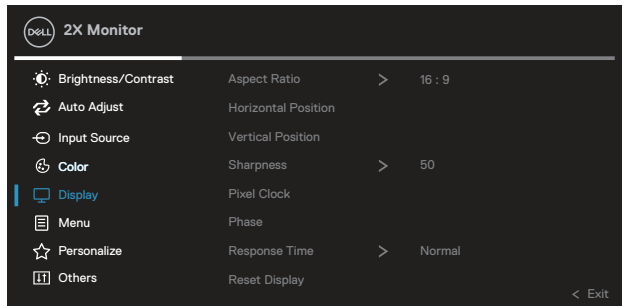 DELL 2X Monitor
Brightness/Contrast Aspect Ratio > 16 : 9
Auto Adjust Horizontal Position
Input Source Vertical Position
Color Sharpness > 50
Display Pixel Clock
Menu Phase
Personalize Response Time > Normal
Others Reset Display
< Exit